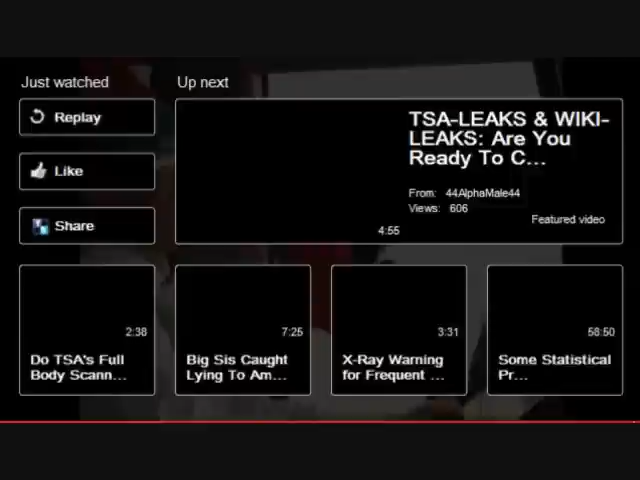 Just watched
Up next
Replay
Like
Share
TSA-LEAKS & WIKI-
LEAKS: Are You
Ready To C...
From: 44AlphaMale44
Views: 606
Featured video
4:55
2:38
Do TSA's Full
Body Scann...
7:25
Big Sis Caught
Lying To Am...
3:31
X-Ray Warning
for Frequent ...
58:50
Some Statistical
Pr...